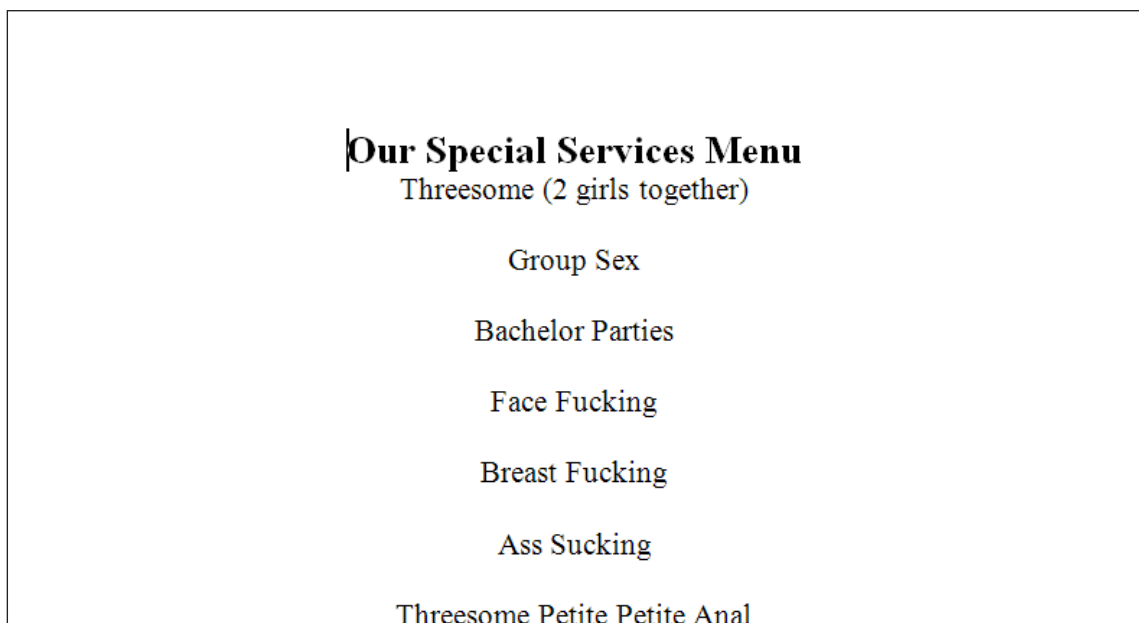 Our Special Services Menu
Threesome (2 girls together)
Group Sex
Bachelor Parties
Face Fucking
Breast Fucking
Ass Sucking
Threesome Petite Petite Anal